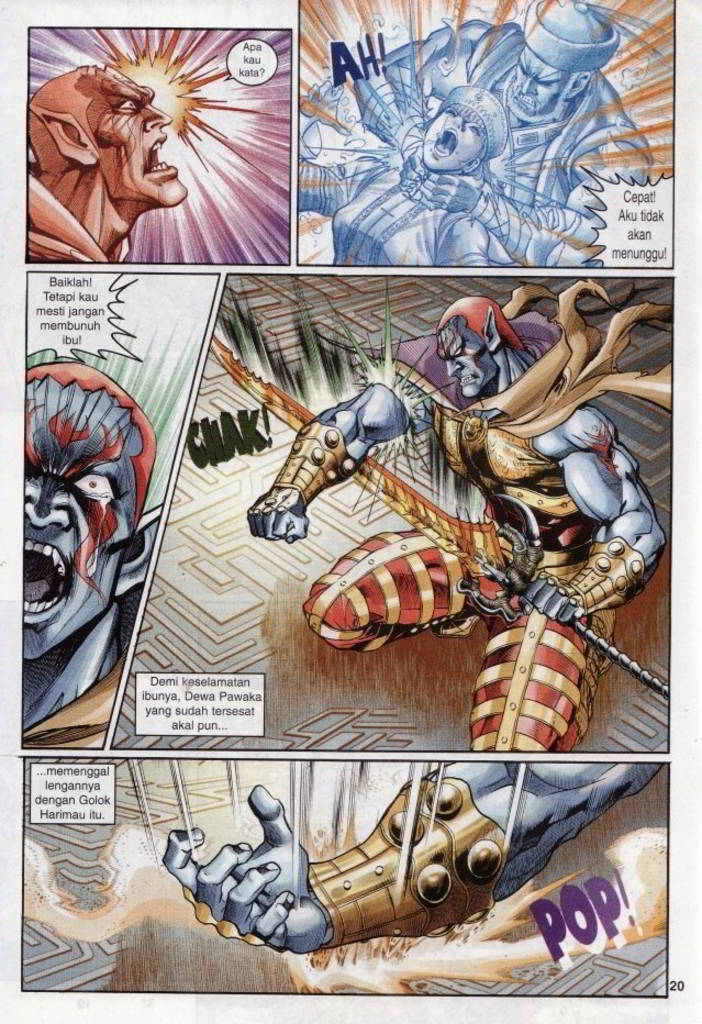 Apa
kau
kata?
AH!
Cepat!
Aku tidak
akan
menunggu!
Baiklah!
Tetapi kau
mesti jangan
membunuh
ibu!
CHAK!
Demi keselamatan
ibunya, Dewa Pawaka
yang sudah tersesat
akal pun...
...memenggal
lengannya
dengan Golok
Harimau itu.
POP!
20